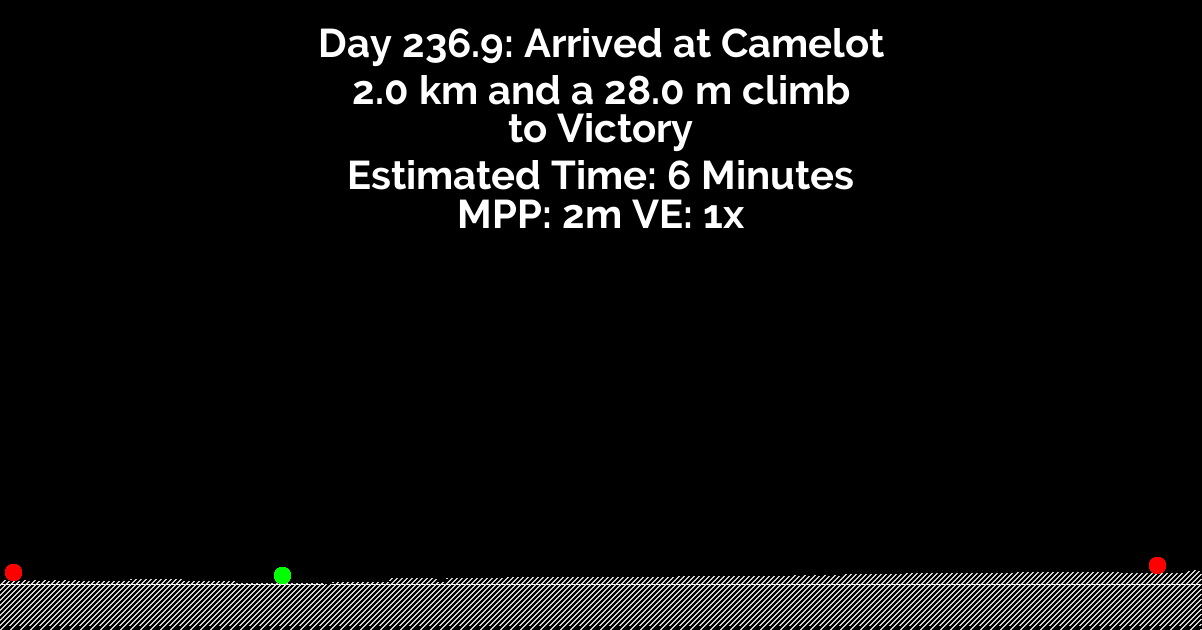 Day 236.9: Arrived at Camelot
2.0 km and a 28.0 m climb
to Victory
Estimated Time: 6 Minutes
MPP: 2m VE: 1x